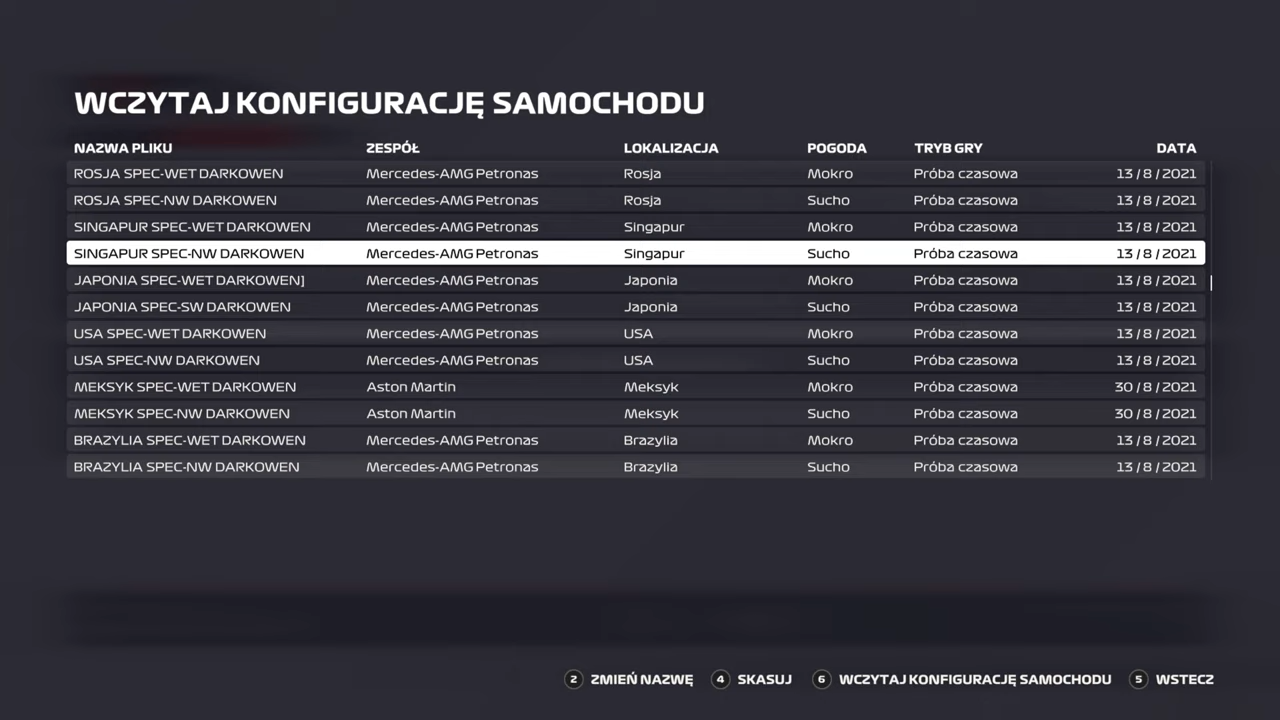 WCZYTAJ KONFIGURACJĘ SAMOCHODU
NAZWA PLIKU ZESPÓŁ LOKALIZACJA POGODA TRYB GRY DATA
ROSJA SPEC-WET DARKOWEN Mercedes-AMG Petronas Rosja Mokro Próba czasowa 13/8/2021
ROSJA SPEC-NW DARKOWEN Mercedes-AMG Petronas Rosja Sucho Próba czasowa 13/8/2021
SINGAPUR SPEC-WET DARKOWEN Mercedes-AMG Petronas Singapur Mokro Próba czasowa 13/8/2021
SINGAPUR SPEC-NW DARKOWEN Mercedes-AMG Petronas Singapur Sucho Próba czasowa 13/8/2021
JAPONIA SPEC-WET DARKOWEN] Mercedes-AMG Petronas Japonia Mokro Próba czasowa 13/8/2021
JAPONIA SPEC-SW DARKOWEN Mercedes-AMG Petronas Japonia Sucho Próba czasowa 13/8/2021
USA SPEC-WET DARKOWEN Mercedes-AMG Petronas USA Mokro Próba czasowa 13/8/2021
USA SPEC-NW DARKOWEN Mercedes-AMG Petronas USA Sucho Próba czasowa 13/8/2021
MEKSYK SPEC-WET DARKOWEN Aston Martin Meksyk Mokro Próba czasowa 30/8/2021
MEKSYK SPEC-NW DARKOWEN Aston Martin Meksyk Sucho Próba czasowa 30/8/2021
BRAZYLIA SPEC-WET DARKOWEN Mercedes-AMG Petronas Brazylia Mokro Próba czasowa 13/8/2021
BRAZYLIA SPEC-NW DARKOWEN Mercedes-AMG Petronas Brazylia Sucho Próba czasowa 13/8/2021
2 ZMIEŃ NAZWĘ 4 SKASUJ 6 WCZYTAJ KONFIGURACJĘ SAMOCHODU 5 WSTECZ